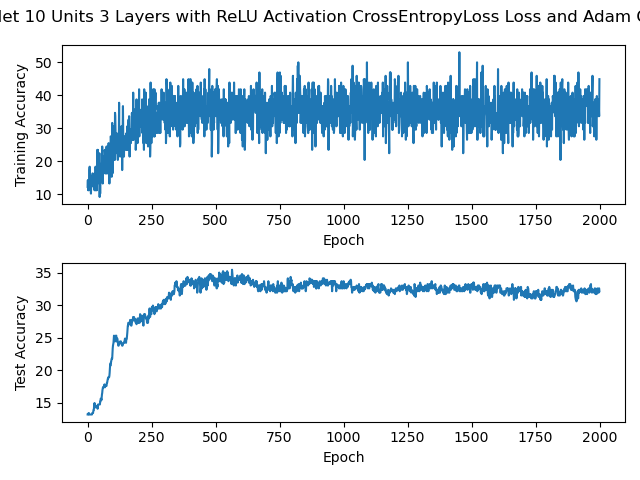 10 Units 3 Layers with ReLU Activation CrossEntropyLoss Loss and Adam
50
40
30
20
10
Training Accuracy
0 250 500 750 1000 1250 1500 1750 2000
Epoch
35
30
25
20
15
Test Accuracy
0 250 500 750 1000 1250 1500 1750 2000
Epoch